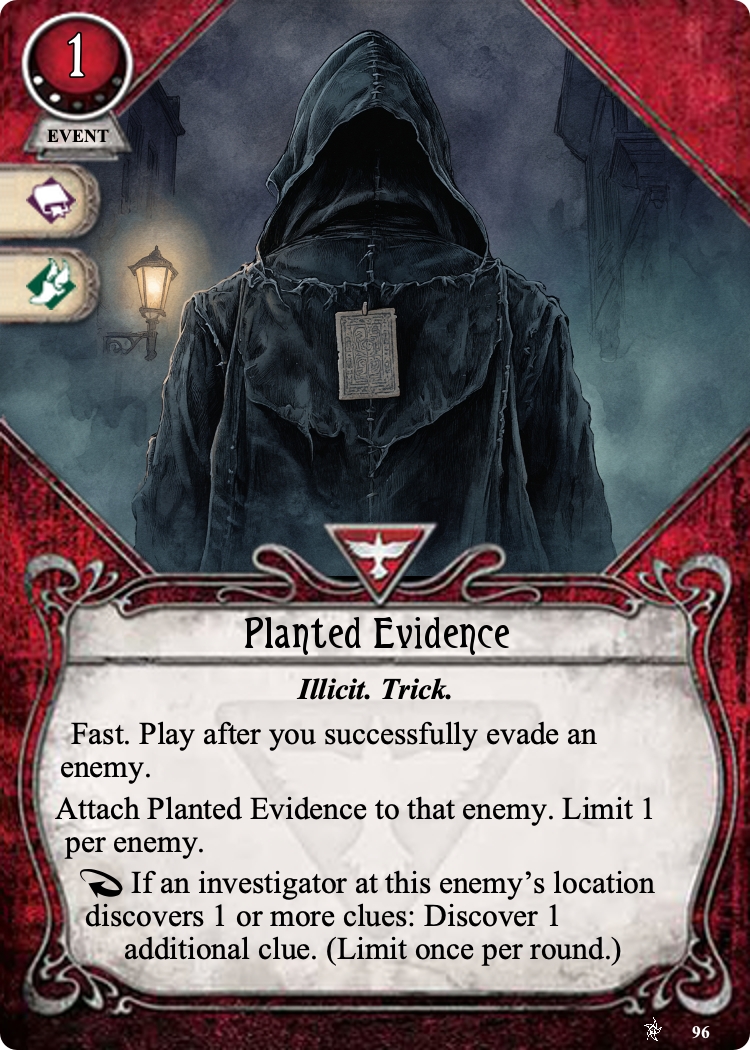 1
EVENT
Planted Evidence
Illicit. Trick.
Fast. Play after you successfully evade an
enemy.
Attach Planted Evidence to that enemy. Limit 1
per enemy.
If an investigator at this enemy’s location
discovers 1 or more clues: Discover 1
additional clue. (Limit once per round.)
96